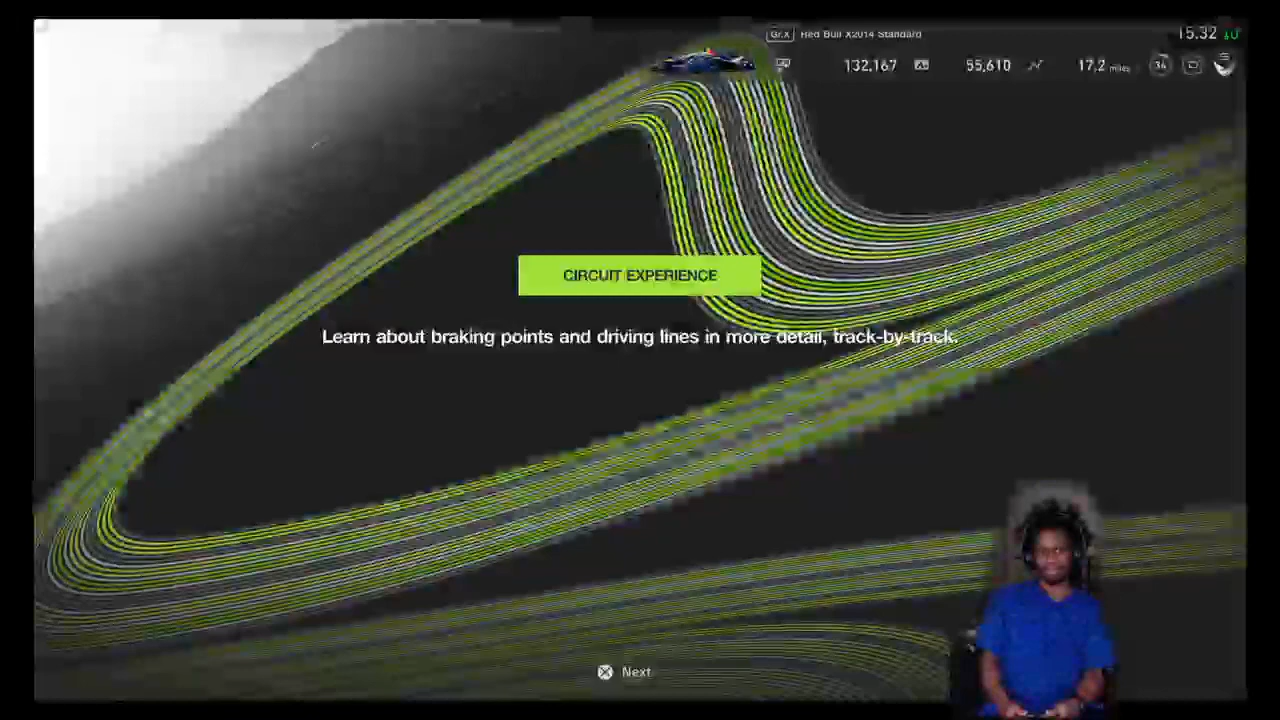 Gr.X Red Bull X2014 Standard
15.32
132,167 55,610 17.2 miles 34
CIRCUIT EXPERIENCE
Learn about braking points and driving lines in more detail, track-by-track.
Next